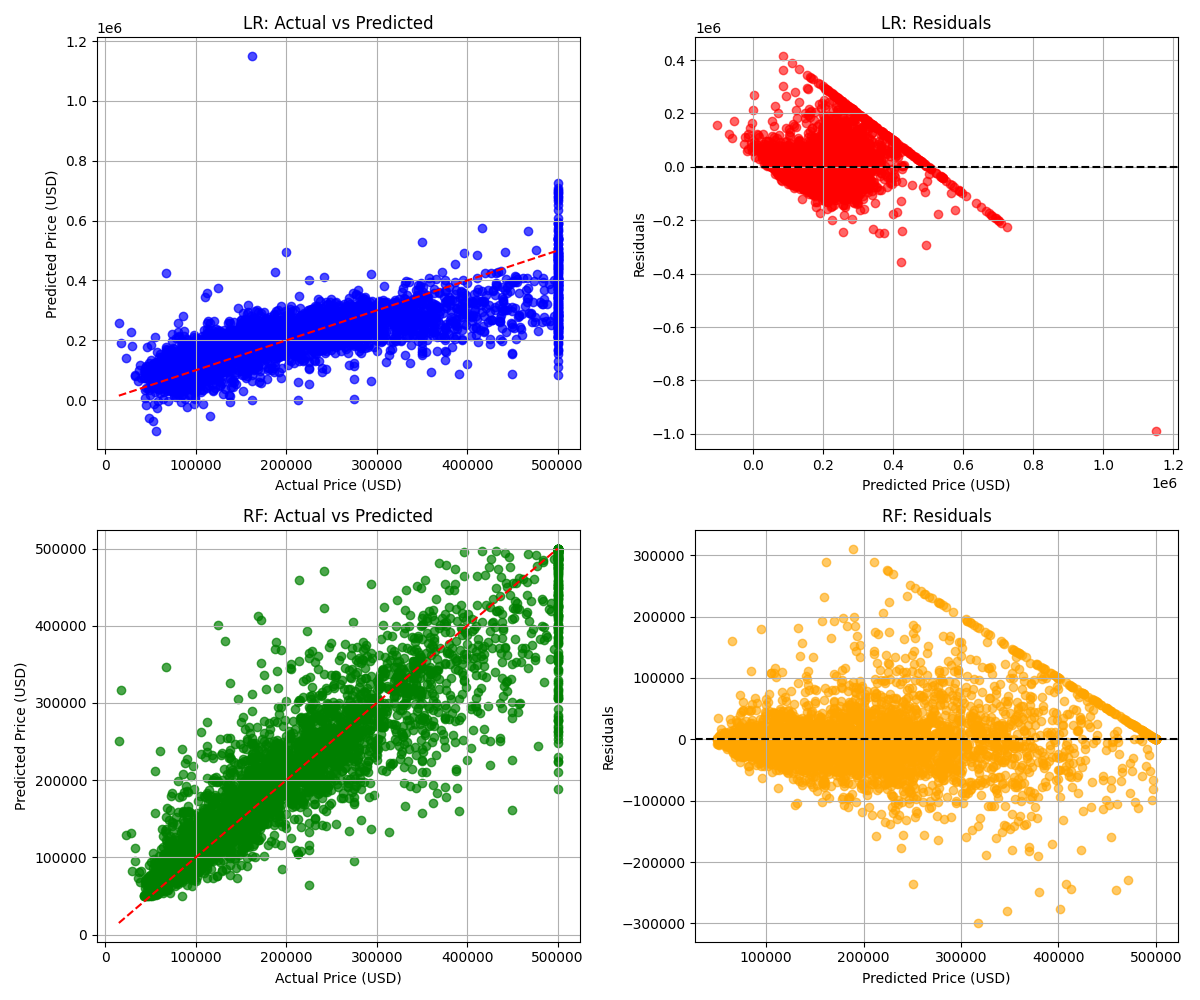 LR: Actual vs Predicted
1e6
1.2
1.0
0.8
0.6
0.4
0.2
0.0
Predicted Price (USD)
0 100000 200000 300000 400000 500000
Actual Price (USD)
LR: Residuals
1e6
0.4
0.2
0.0
−0.2
−0.4
−0.6
−0.8
−1.0
Residuals
0.0 0.2 0.4 0.6 0.8 1.0 1.2
1e6
Predicted Price (USD)
RF: Actual vs Predicted
500000
400000
300000
200000
100000
0
Predicted Price (USD)
0 100000 200000 300000 400000 500000
Actual Price (USD)
RF: Residuals
300000
200000
100000
0
−100000
−200000
−300000
Residuals
100000 200000 300000 400000 500000
Predicted Price (USD)